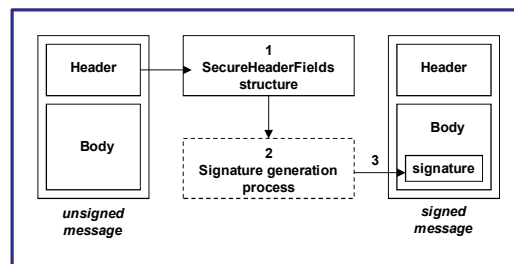 Header
Body
unsigned
message
1
SecureHeaderFields
structure
2
Signature generation
process
3
Header
Body
signature
signed
message